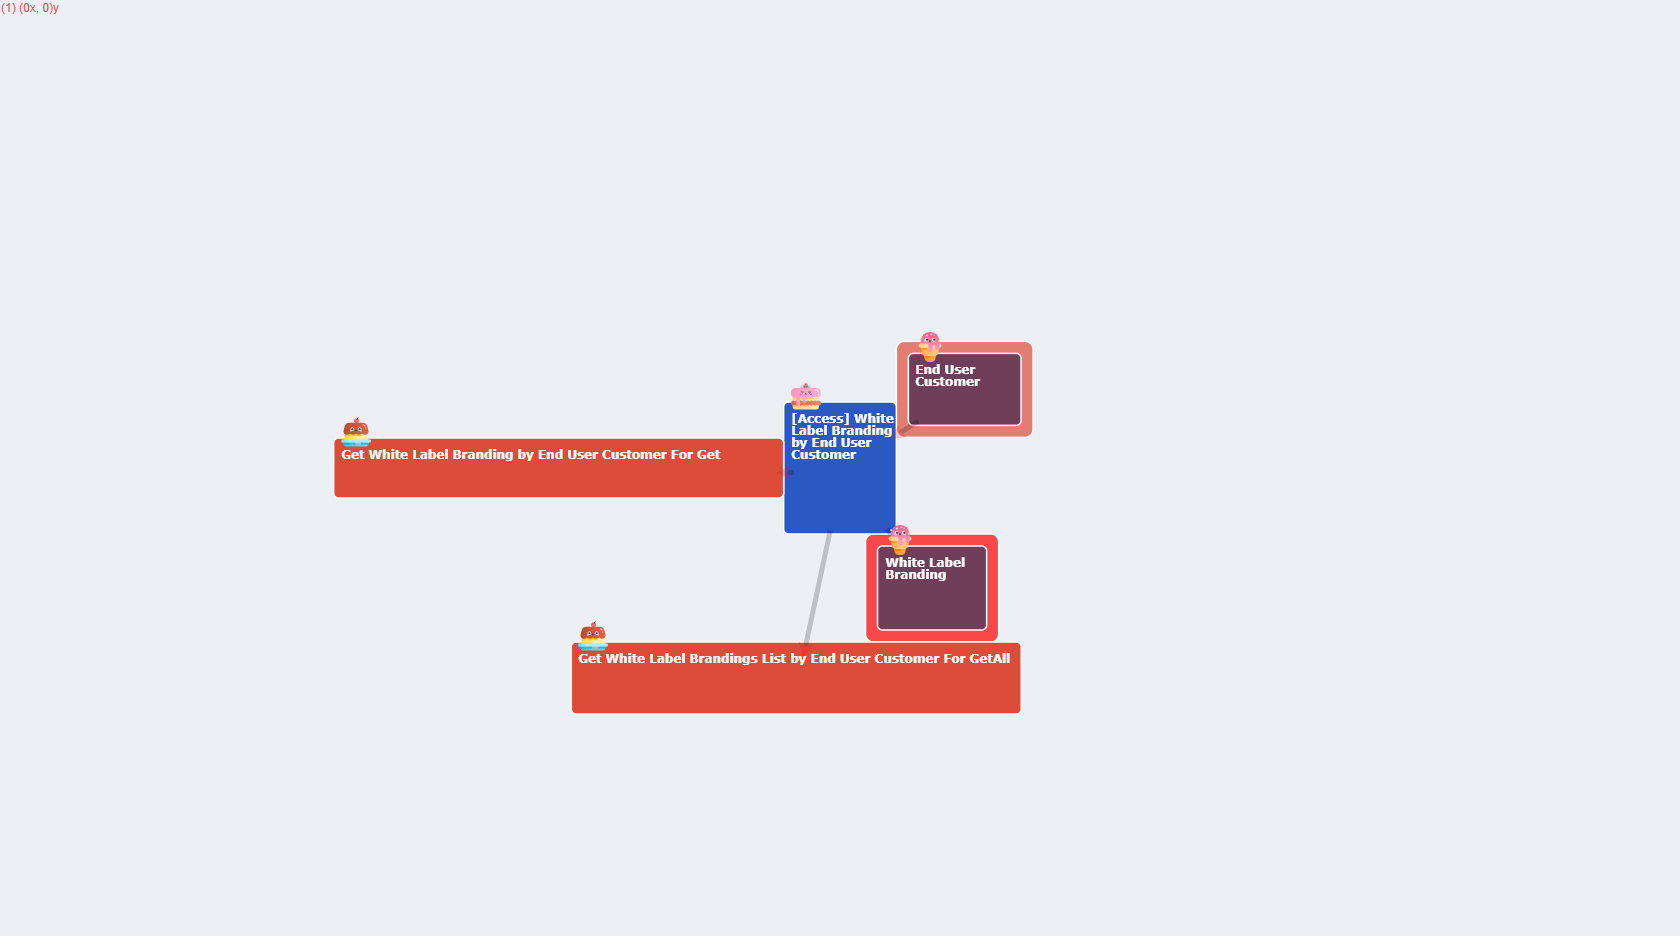 (1) (0x, 0)y
End User
Customer
[Access] White
Label Branding
by End User
Customer
Get White Label Branding by End User Customer For Get
White Label
Branding
Get White Label Brandings List by End User Customer For GetAll